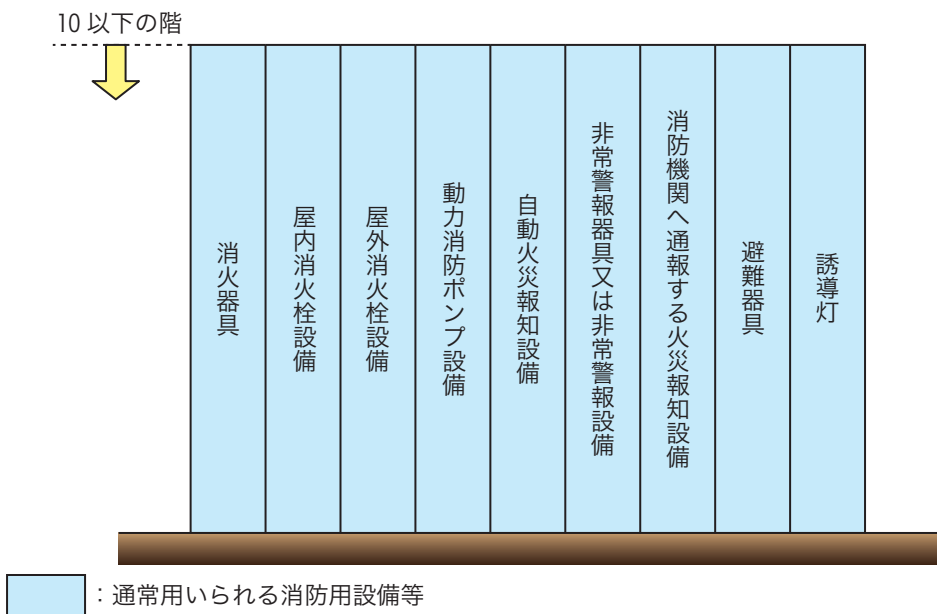 10 以下の階
消火器具
屋内消火栓設備
屋外消火栓設備
動力消防ポンプ設備
自動火災報知設備
非常警報器具又は非常警報設備
消防機関へ通報する火災報知設備
避難器具
誘導灯
：通常用いられる消防用設備等